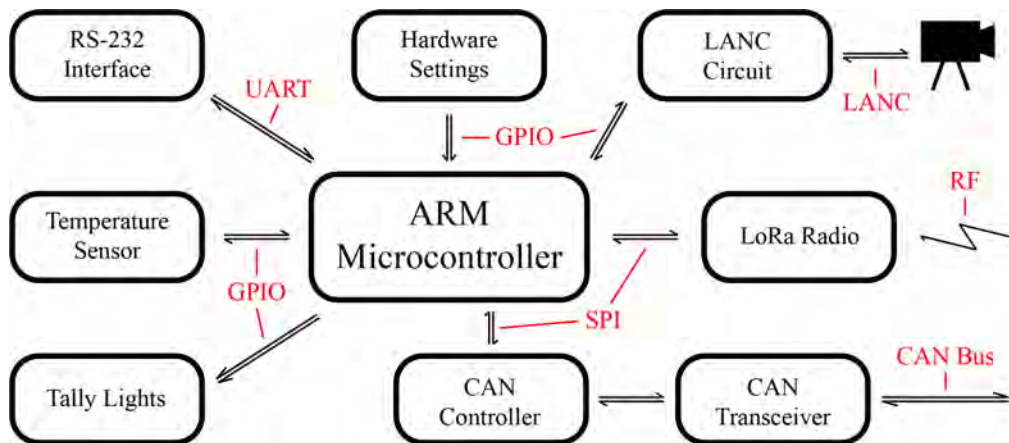 RS-232
Interface
Hardware
Settings
LANC
Circuit
UART
LANC
GPIO
Temperature
Sensor
ARM
Microcontroller
LoRa Radio
RF
GPIO
SPI
Tally Lights
CAN
Controller
CAN
Transceiver
CAN Bus